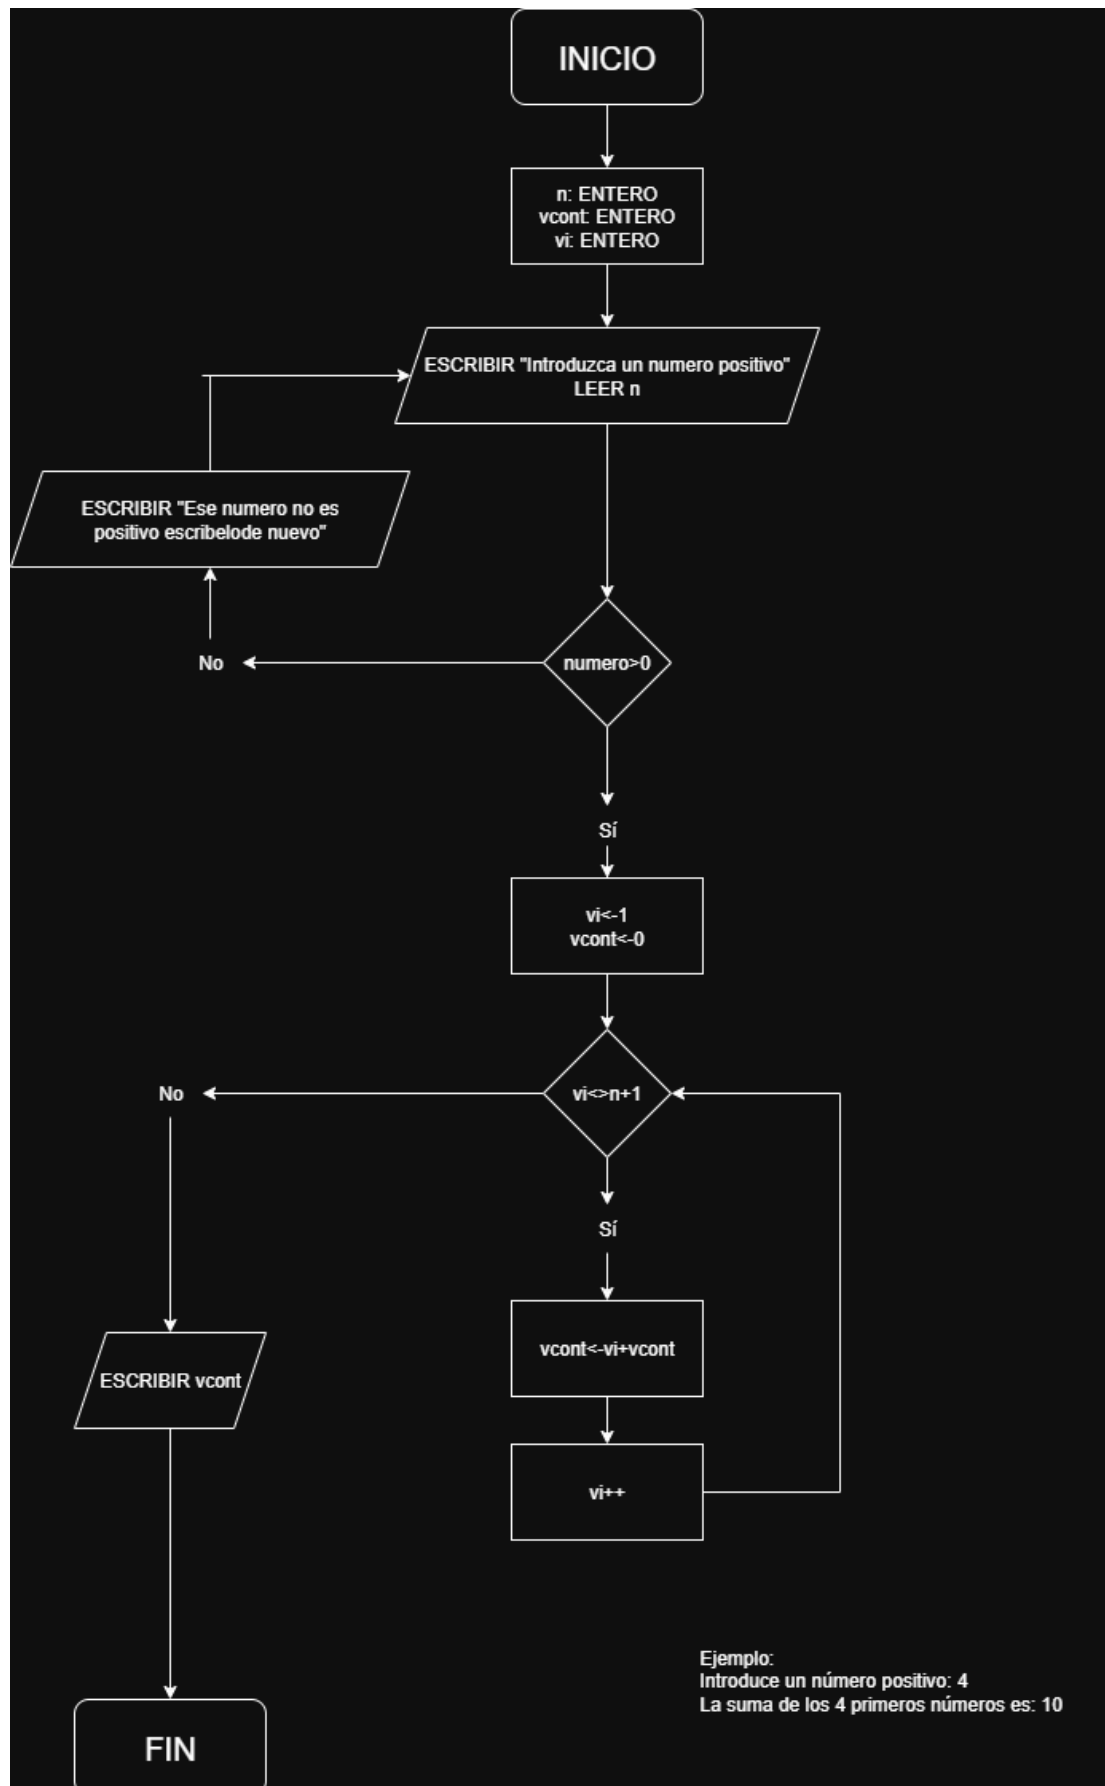 INICIO
n: ENTERO
vcont: ENTERO
vi: ENTERO
ESCRIBIR "Introduzca un numero positivo"
LEER n
ESCRIBIR "Ese numero no es
positivo escribelode nuevo"
No
numero>0
Sí
vi<-1
vcont<-0
No
vi<>n+1
Sí
vcont<-vi+vcont
ESCRIBIR vcont
vi++
Ejemplo:
Introduce un número positivo: 4
La suma de los 4 primeros números es: 10
FIN